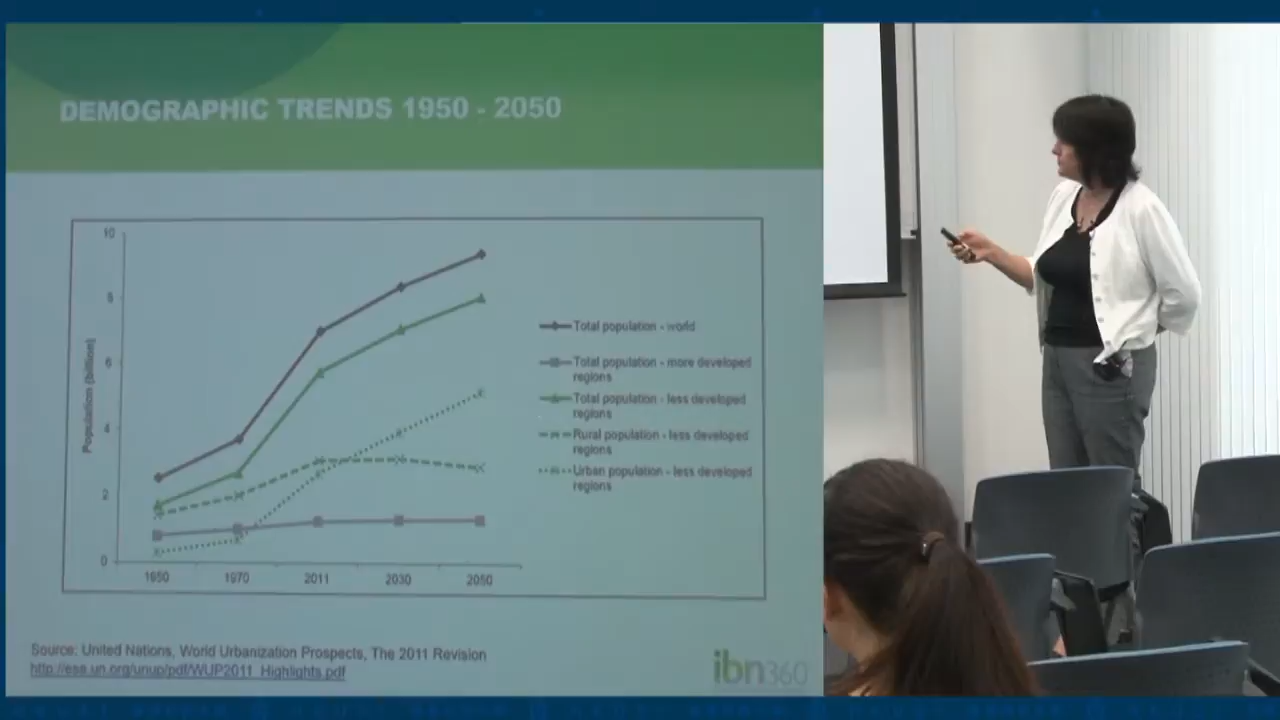 DEMOGRAPHIC TRENDS 1950 - 2050
10
8
6
4
2
0
Population (billion)
1950 1970 2011 2030 2050
Total population - world
Total population - more developed
regions
Total population - less developed
regions
Rural population - less developed
regions
Urban population - less developed
regions
Source: United Nations, World Urbanization Prospects, The 2011 Revision
http://esa.un.org/unup/pdf/WUP2011_Highlights.pdf
ibn360